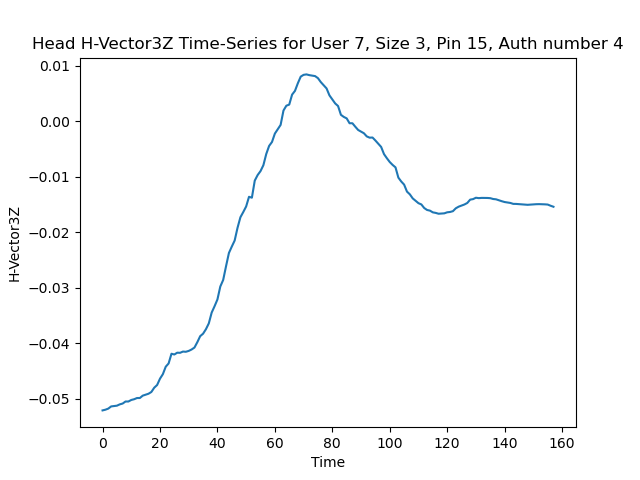 Head H-Vector3Z Time-Series for User 7, Size 3, Pin 15, Auth number 4
0.01
0.00
−0.01
−0.02
−0.03
−0.04
−0.05
H-Vector3Z
0 20 40 60 80 100 120 140 160
Time